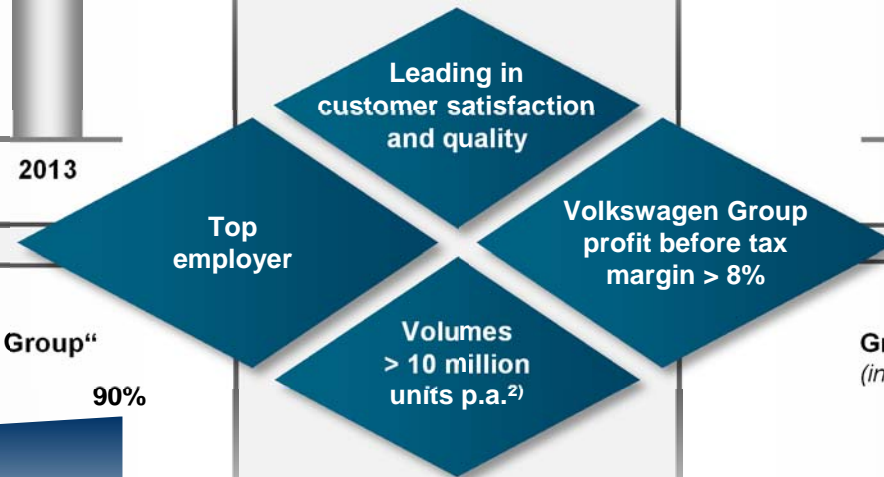 Leading in
customer satisfaction
and quality
2013
Top
employer
Volkswagen Group
profit before tax
margin > 8%
Volumes
> 10 million
units p.a.²⁾
Group“
90%